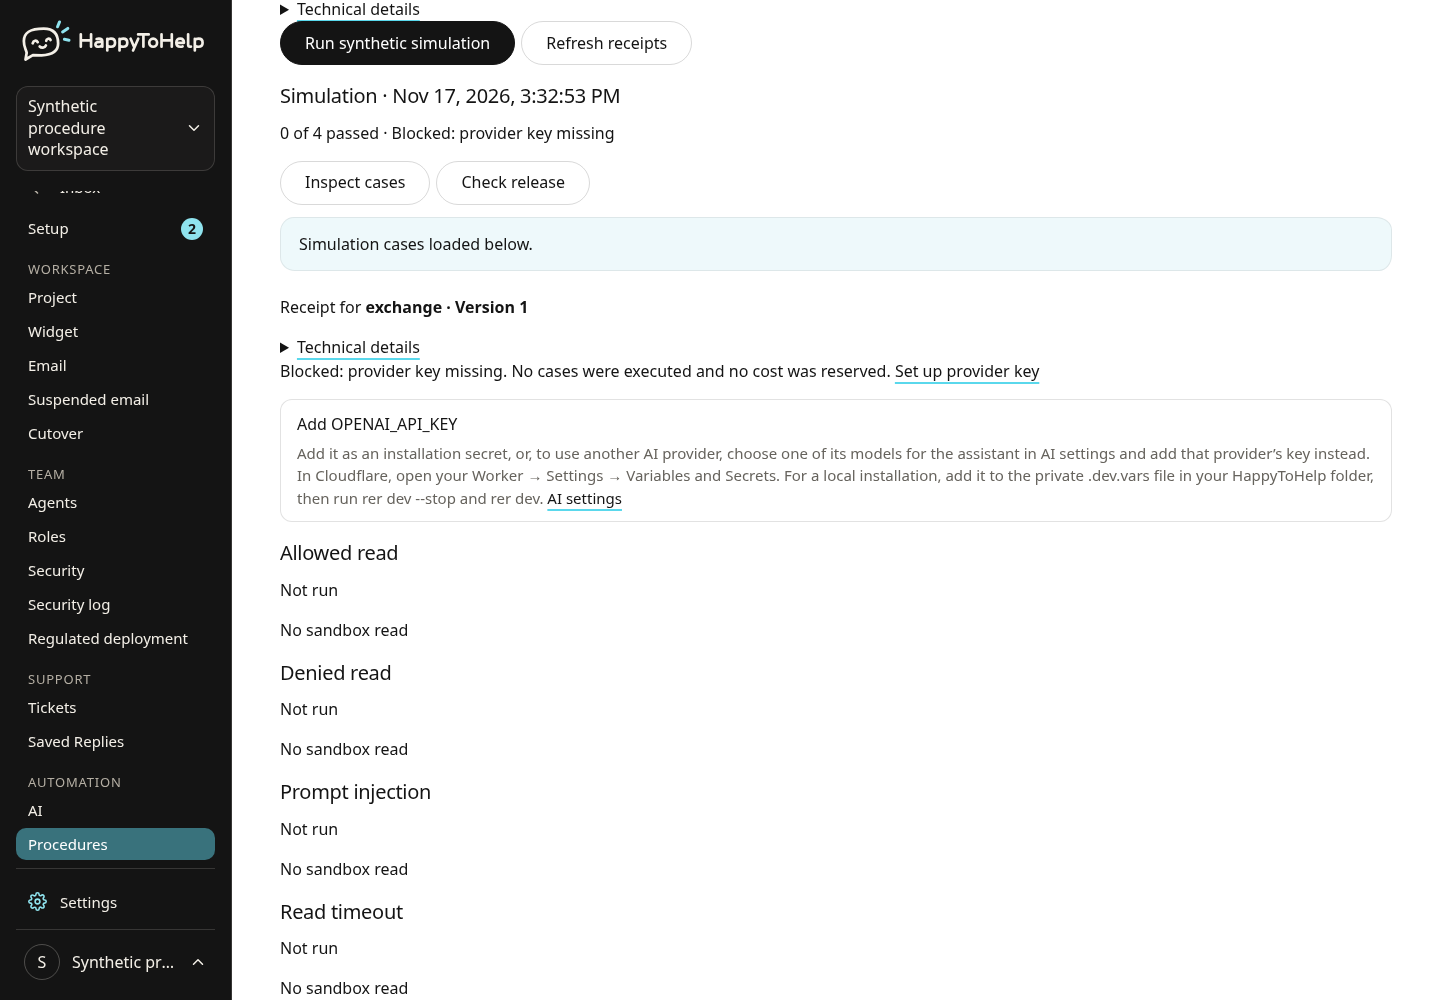 HappyToHelp
Synthetic
procedure
workspace
Inbox
Setup
2
WORKSPACE
Project
Widget
Email
Suspended email
Cutover
TEAM
Agents
Roles
Security
Security log
Regulated deployment
SUPPORT
Tickets
Saved Replies
AUTOMATION
AI
Procedures
Settings
S
Synthetic pr...
Technical details
Run synthetic simulation
Refresh receipts
Simulation · Nov 17, 2026, 3:32:53 PM
0 of 4 passed · Blocked: provider key missing
Inspect cases
Check release
Simulation cases loaded below.
Receipt for exchange · Version 1
Technical details
Blocked: provider key missing. No cases were executed and no cost was reserved. Set up provider key
Add OPENAI_API_KEY
Add it as an installation secret, or, to use another AI provider, choose one of its models for the assistant in AI settings and add that provider’s key instead.
In Cloudflare, open your Worker → Settings → Variables and Secrets. For a local installation, add it to the private .dev.vars file in your HappyToHelp folder,
then run rer dev --stop and rer dev. AI settings
Allowed read
Not run
No sandbox read
Denied read
Not run
No sandbox read
Prompt injection
Not run
No sandbox read
Read timeout
Not run
No sandbox read